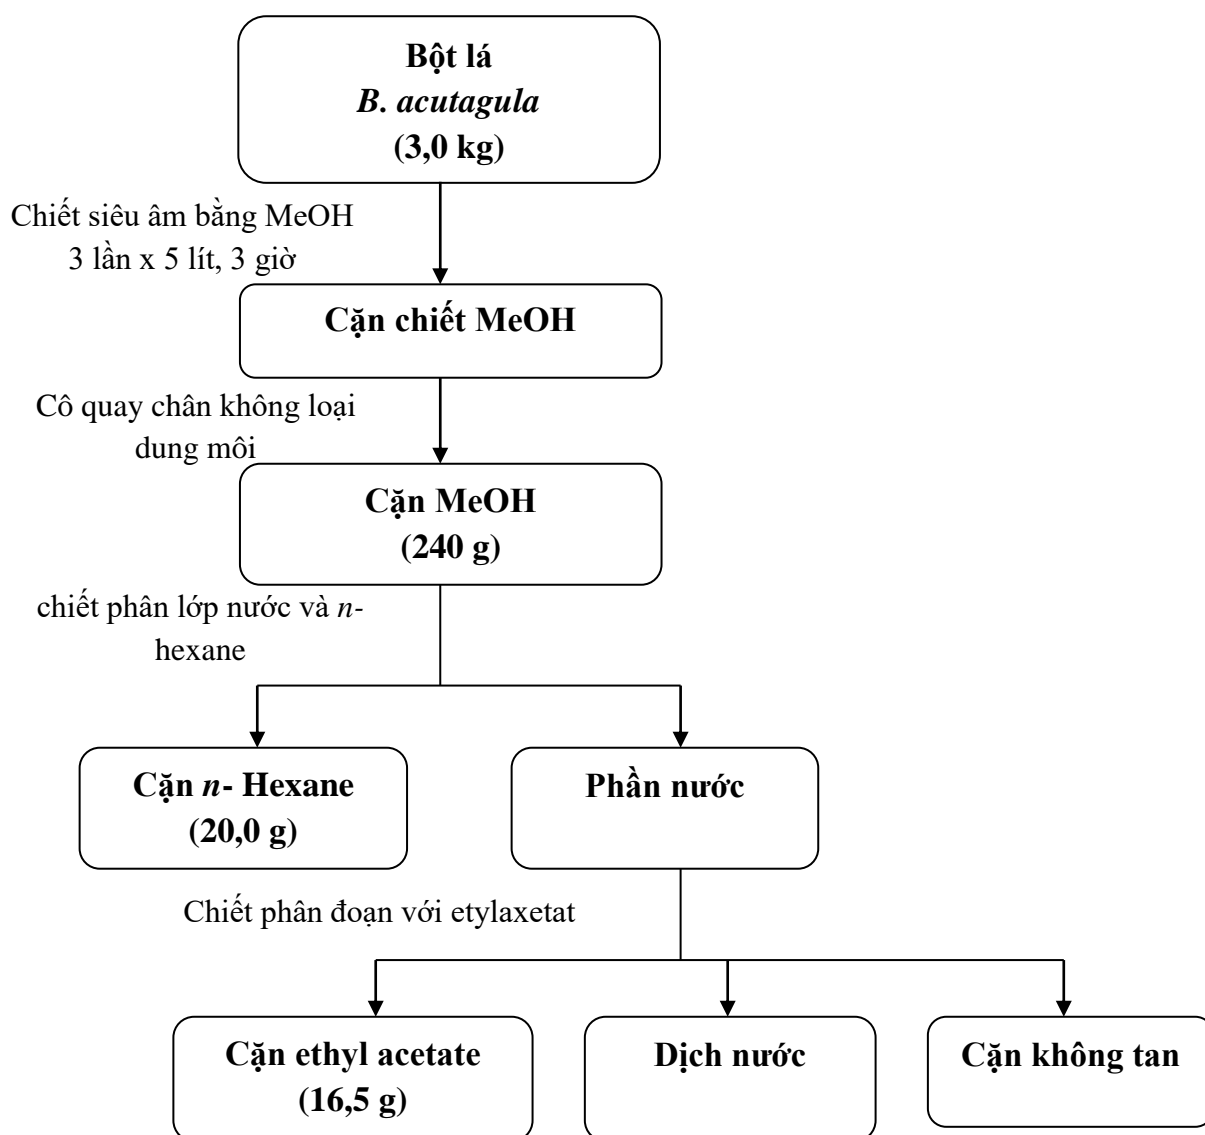 Bột lá
B. acutagula
(3,0 kg)
Chiết siêu âm bằng MeOH
3 lần x 5 lít, 3 giờ
Cặn chiết MeOH
Cô quay chân không loại
dung môi
Cặn MeOH
(240 g)
chiết phân lớp nước và n-
hexane
Cặn n- Hexane
(20,0 g)
Phần nước
Chiết phân đoạn với etylaxetat
Cặn ethyl acetate
(16,5 g)
Dịch nước
Cặn không tan